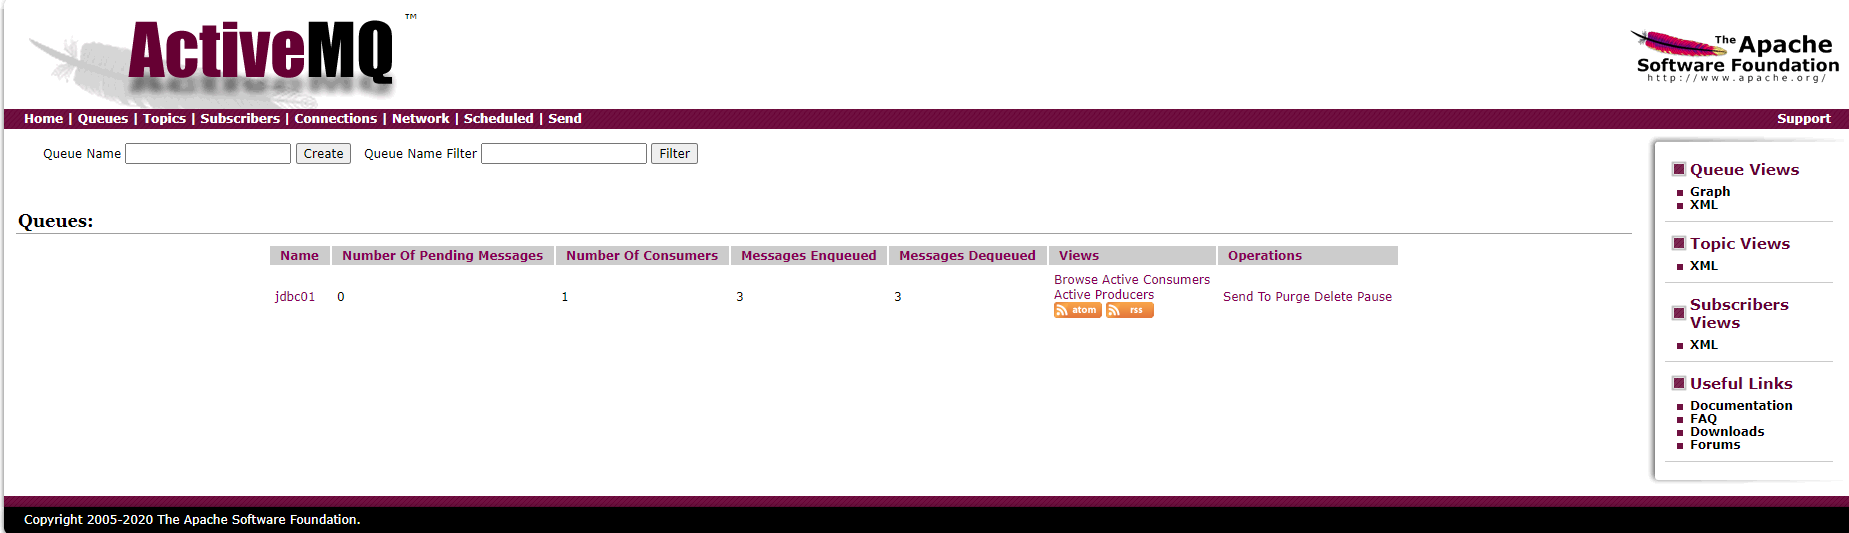 ActiveMQ ™
The Apache
Software Foundation
http://www.apache.org/
Home | Queues | Topics | Subscribers | Connections | Network | Scheduled | Send
Support
Queue Name Create Queue Name Filter Filter
Queues:
Name Number Of Pending Messages Number Of Consumers Messages Enqueued Messages Dequeued Views Operations
jdbc01 0 1 3 3 Browse Active Consumers
Active Producers
atom rss
Send To Purge Delete Pause
Queue Views
Graph
XML
Topic Views
XML
Subscribers
Views
XML
Useful Links
Documentation
FAQ
Downloads
Forums
Copyright 2005-2020 The Apache Software Foundation.